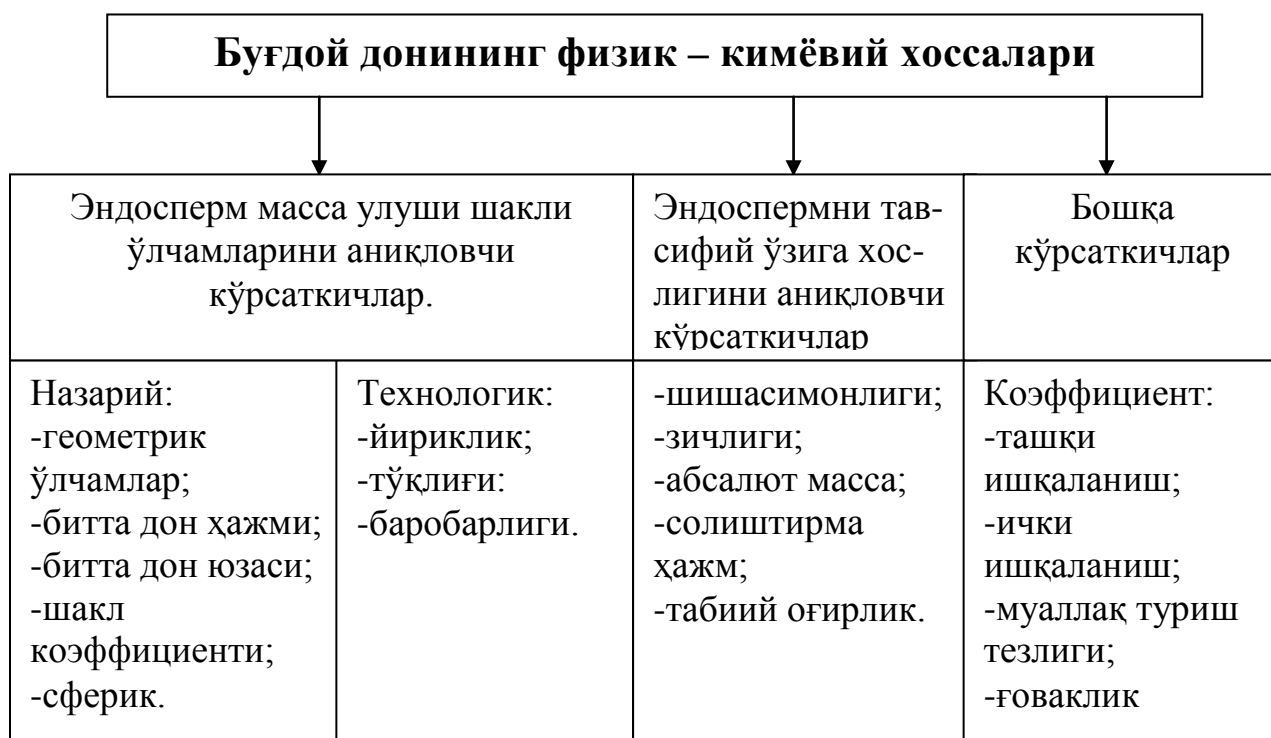 Буғдой донининг физик – кимёвий хоссалари
Эндосперм масса улуши шакли
ўлчамларини аниқловчи
кўрсаткичлар.
Эндоспермни тав-
сифий ўзига хос-
лигини аниқловчи
кўрсаткичлар
Бошқа
кўрсаткичлар
Назарий:
-геометрик
ўлчамлар;
-битта дон ҳажми;
-битта дон юзаси;
-шакл
коэффициенти;
-сферик.
Технологик:
-йириклик;
-тўқлиғи:
-баробарлиги.
-шишасимонлиги;
-зичлиги;
-абсалют масса;
-солиштирма
ҳажм;
-табиий оғирлик.
Коэффициент:
-ташқи
ишқаланиш;
-ички
ишқаланиш;
-муаллақ туриш
тезлиги;
-ғоваклик